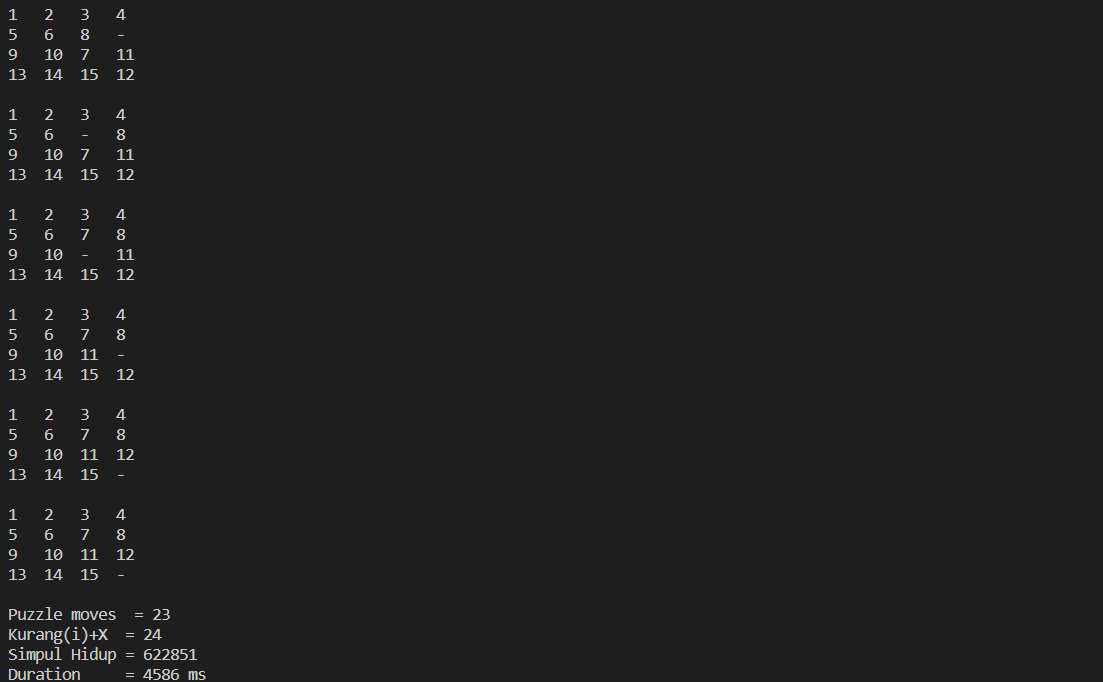 1 2 3 4
5 6 8 -
9 10 7 11
13 14 15 12
1 2 3 4
5 6 - 8
9 10 7 11
13 14 15 12
1 2 3 4
5 6 7 8
9 10 - 11
13 14 15 12
1 2 3 4
5 6 7 8
9 10 11 -
13 14 15 12
1 2 3 4
5 6 7 8
9 10 11 12
13 14 15 -
1 2 3 4
5 6 7 8
9 10 11 12
13 14 15 -
Puzzle moves = 23
Kurang(i)+X = 24
Simpul Hidup = 622851
Duration = 4586 ms